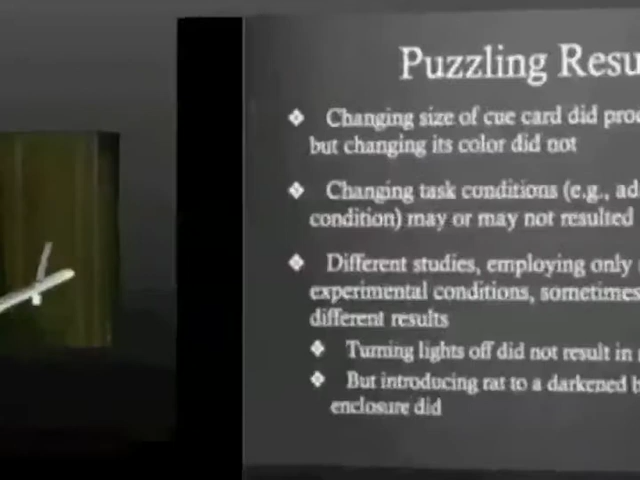 Puzzling Resu
Changing size of cue card did proc
but changing its color did not
Changing task conditions (e.g., ad
condition) may or may not resulted
Different studies, employing only
experimental conditions, sometimes
different results
Turning lights off did not result in
But introducing rat to a darkened b
enclosure did